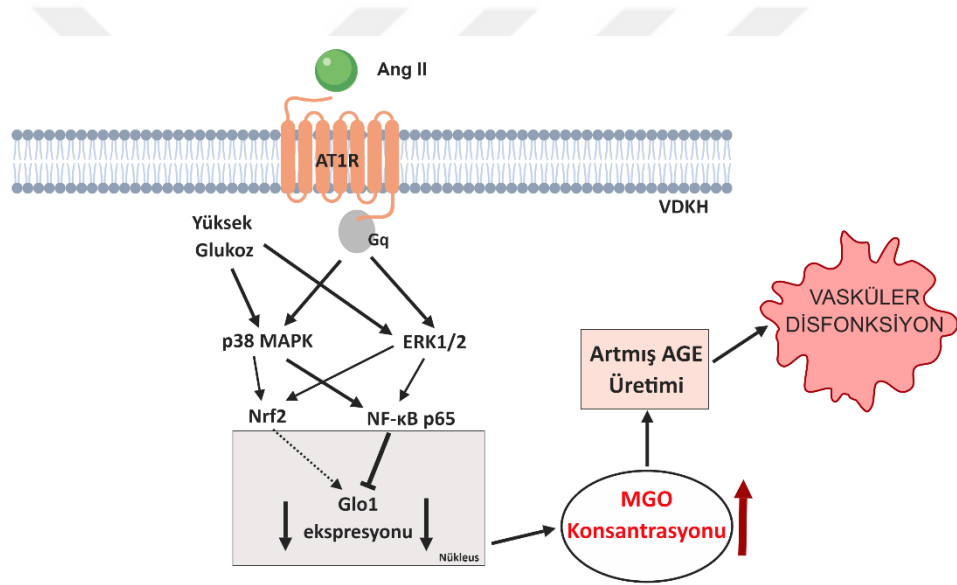 Ang II
AT1R
VDKH
Yüksek
Glukoz
Gq
p38 MAPK
ERK1/2
Nrf2
NF-κB p65
Glo1
ekspresyonu
Nükleus
MGO
Konsantrasyonu
Artmış AGE
Üretimi
VASKÜLER
DİSFONKSİYON